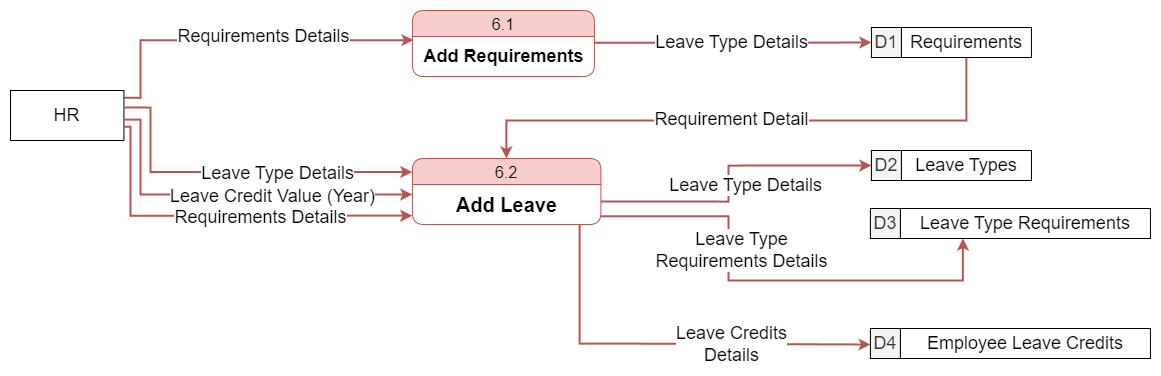 6.1
Requirements Details
Add Requirements
Leave Type Details
D1
Requirements
HR
Requirement Detail
6.2
Leave Type Details
Leave Credit Value (Year)
Requirements Details
Add Leave
Leave Type Details
D2
Leave Types
Leave Type
Requirements Details
D3
Leave Type Requirements
Leave Credits
Details
D4
Employee Leave Credits